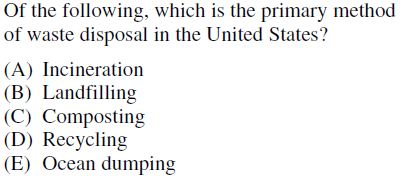 Of the following, which is the primary method
of waste disposal in the United States?
(A) Incineration
(B) Landfilling
(C) Composting
(D) Recycling
(E) Ocean dumping